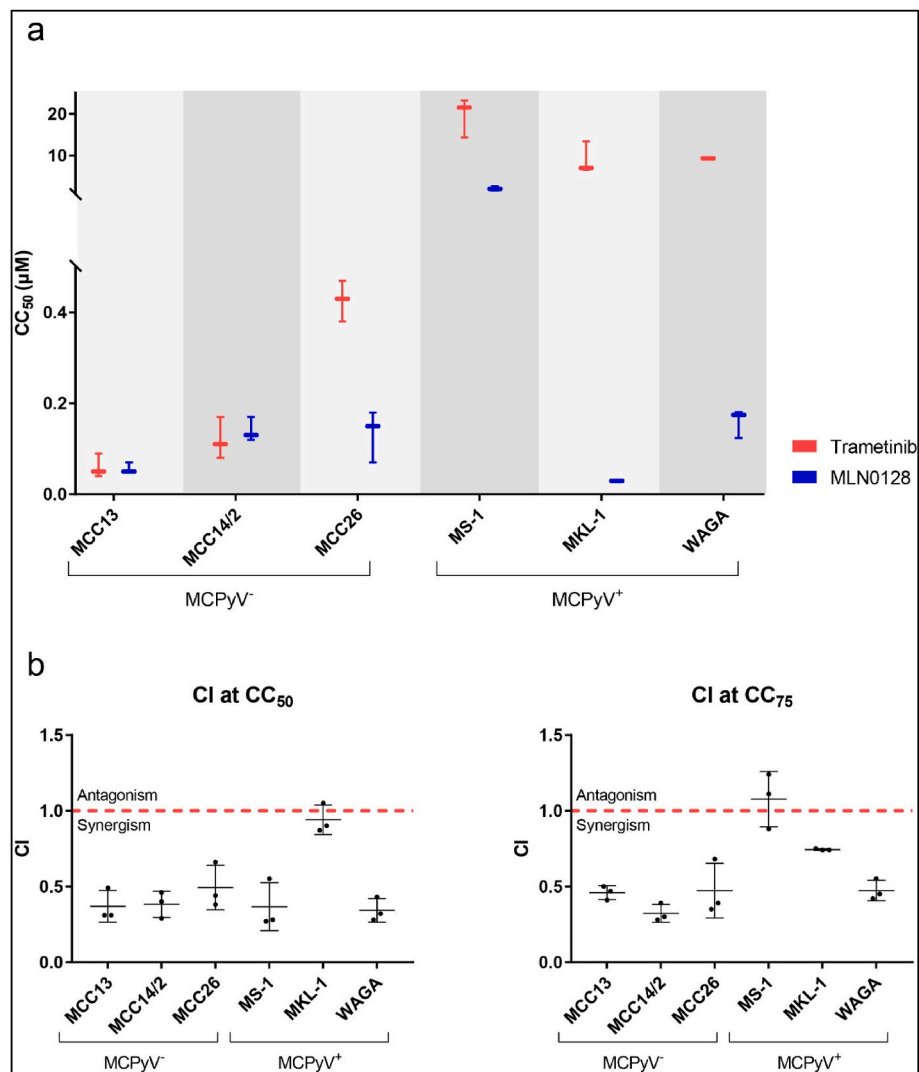 a
20
10
0.4
0.2
0.0
CC50 (µM)
Trametinib
MLN0128
MCC13
MCC14/2
MCC26
MS-1
MKL-1
WAGA
MCPyV-
MCPyV+
b
CI at CC50
1.5
1.0
0.5
0.0
CI
Antagonism
Synergism
MCC13
MCC14/2
MCC26
MS-1
MKL-1
WAGA
MCPyV-
MCPyV+
CI at CC75
1.5
1.0
0.5
0.0
CI
Antagonism
Synergism
MCC13
MCC14/2
MCC26
MS-1
MKL-1
WAGA
MCPyV-
MCPyV+